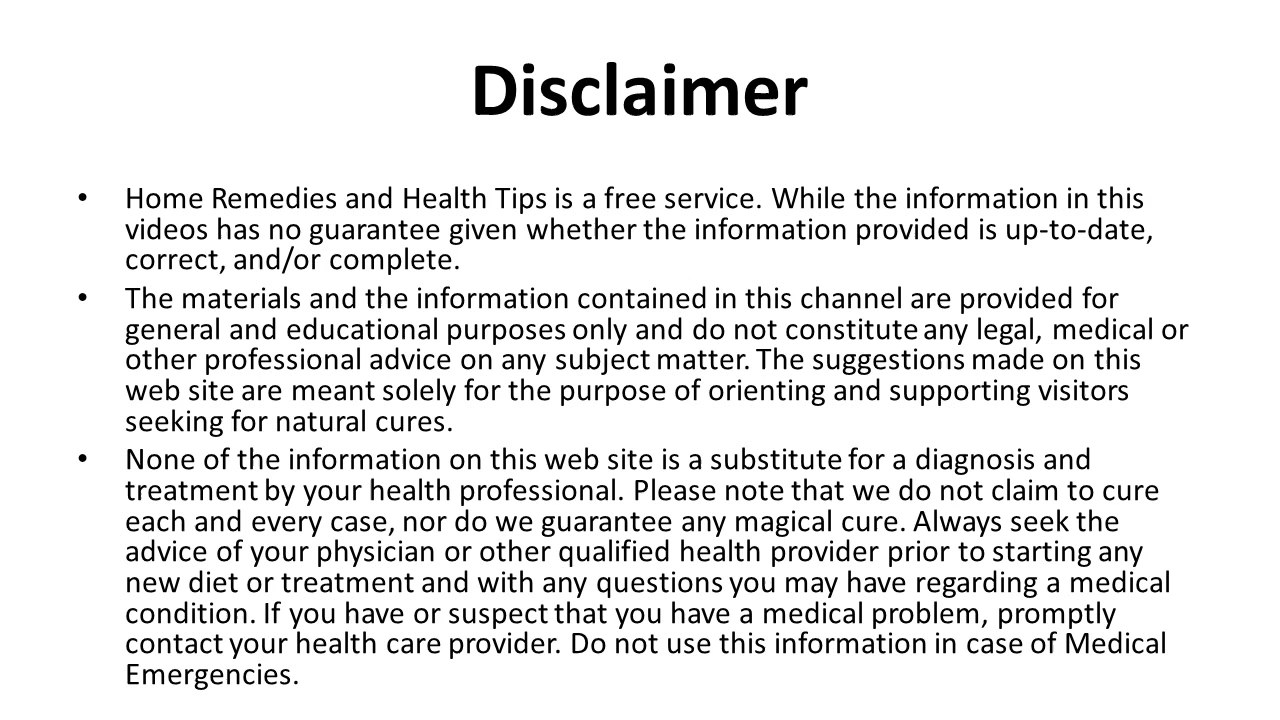 Disclaimer
• Home Remedies and Health Tips is a free service. While the information in this
videos has no guarantee given whether the information provided is up-to-date,
correct, and/or complete.
• The materials and the information contained in this channel are provided for
general and educational purposes only and do not constitute any legal, medical or
other professional advice on any subject matter. The suggestions made on this
web site are meant solely for the purpose of orienting and supporting visitors
seeking for natural cures.
• None of the information on this web site is a substitute for a diagnosis and
treatment by your health professional. Please note that we do not claim to cure
each and every case, nor do we guarantee any magical cure. Always seek the
advice of your physician or other qualified health provider prior to starting any
new diet or treatment and with any questions you may have regarding a medical
condition. If you have or suspect that you have a medical problem, promptly
contact your health care provider. Do not use this information in case of Medical
Emergencies.